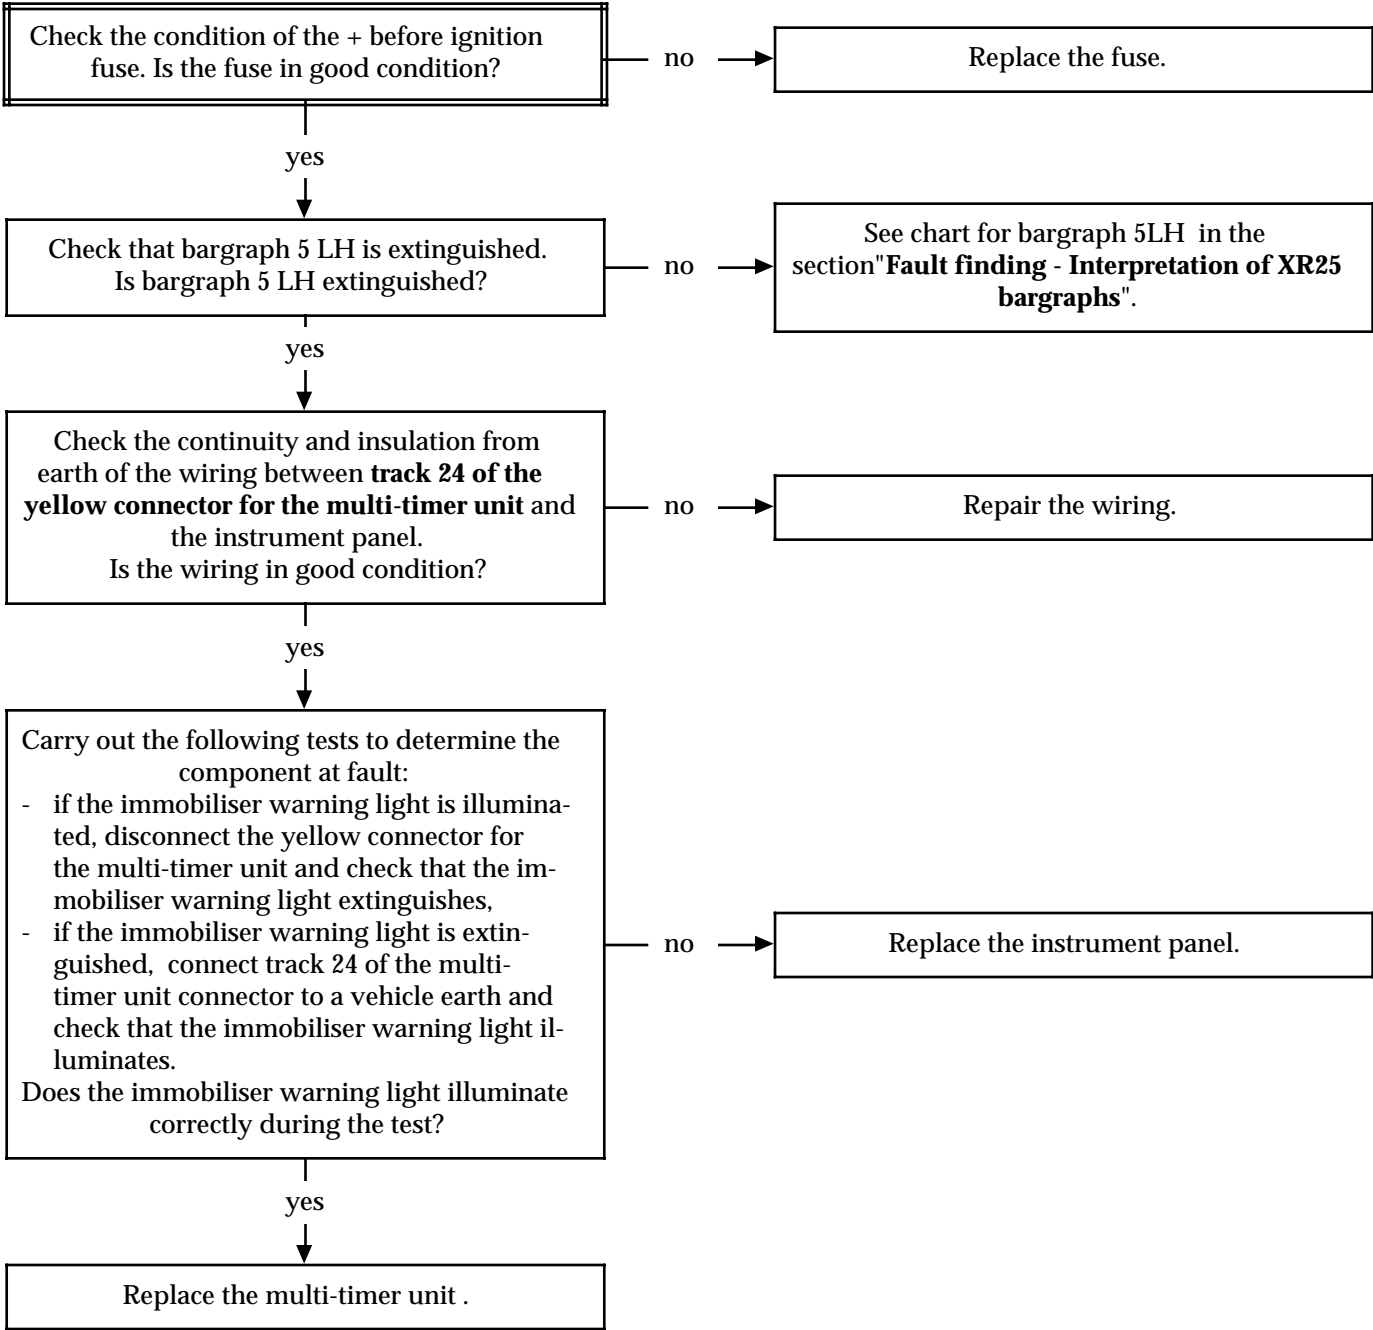 Check the condition of the + before ignition
fuse. Is the fuse in good condition?
no
Replace the fuse.
yes
Check that bargraph 5 LH is extinguished.
Is bargraph 5 LH extinguished?
no
See chart for bargraph 5LH in the
section"Fault finding - Interpretation of XR25
bargraphs".
yes
Check the continuity and insulation from
earth of the wiring between track 24 of the
yellow connector for the multi-timer unit and
the instrument panel.
Is the wiring in good condition?
no
Repair the wiring.
yes
Carry out the following tests to determine the
component at fault:
- if the immobiliser warning light is illumina-
ted, disconnect the yellow connector for
the multi-timer unit and check that the im-
mobiliser warning light extinguishes,
- if the immobiliser warning light is extin-
guished, connect track 24 of the multi-
timer unit connector to a vehicle earth and
check that the immobiliser warning light il-
luminates.
Does the immobiliser warning light illuminate
correctly during the test?
no
Replace the instrument panel.
yes
Replace the multi-timer unit .